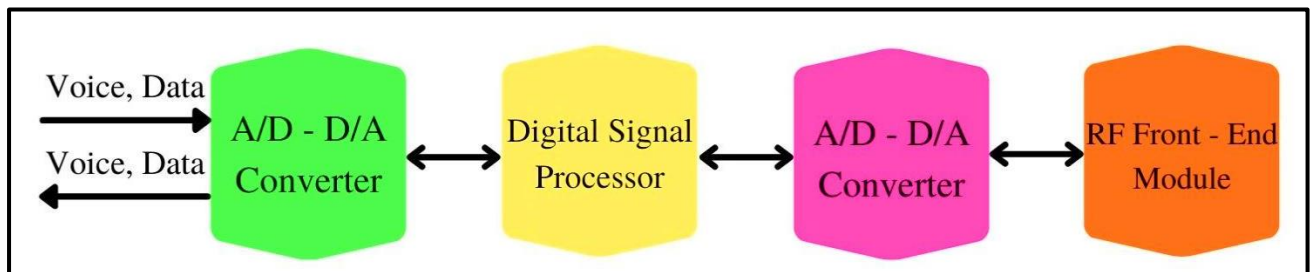 Voice, Data
Voice, Data
A/D - D/A
Converter
Digital Signal
Processor
A/D - D/A
Converter
RF Front - End
Module